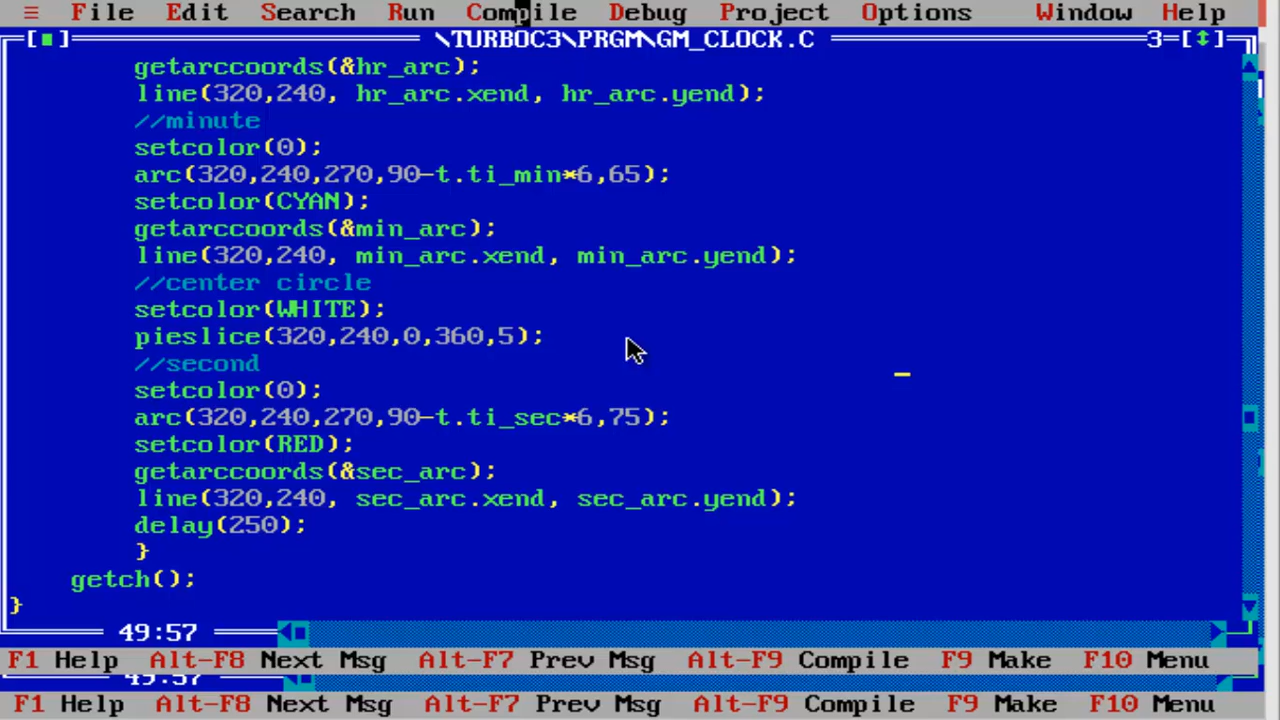 ≡ File Edit Search Run Compile Debug Project Options Window Help
[■] \TURBOC3\PRGM\GM_CLOCK.C 3=[↕]
getarccoords(&hr_arc);
line(320,240, hr_arc.xend, hr_arc.yend);
//minute
setcolor(0);
arc(320,240,270,90-t.ti_min*6,65);
setcolor(CYAN);
getarccoords(&min_arc);
line(320,240, min_arc.xend, min_arc.yend);
//center circle
setcolor(WHITE);
pieslice(320,240,0,360,5);
//second
setcolor(0);
arc(320,240,270,90-t.ti_sec*6,75);
setcolor(RED);
getarccoords(&sec_arc);
line(320,240, sec_arc.xend, sec_arc.yend);
delay(250);
}
getch();
}
49:57
F1 Help Alt-F8 Next Msg Alt-F7 Prev Msg Alt-F9 Compile F9 Make F10 Menu
49:57
F1 Help Alt-F8 Next Msg Alt-F7 Prev Msg Alt-F9 Compile F9 Make F10 Menu